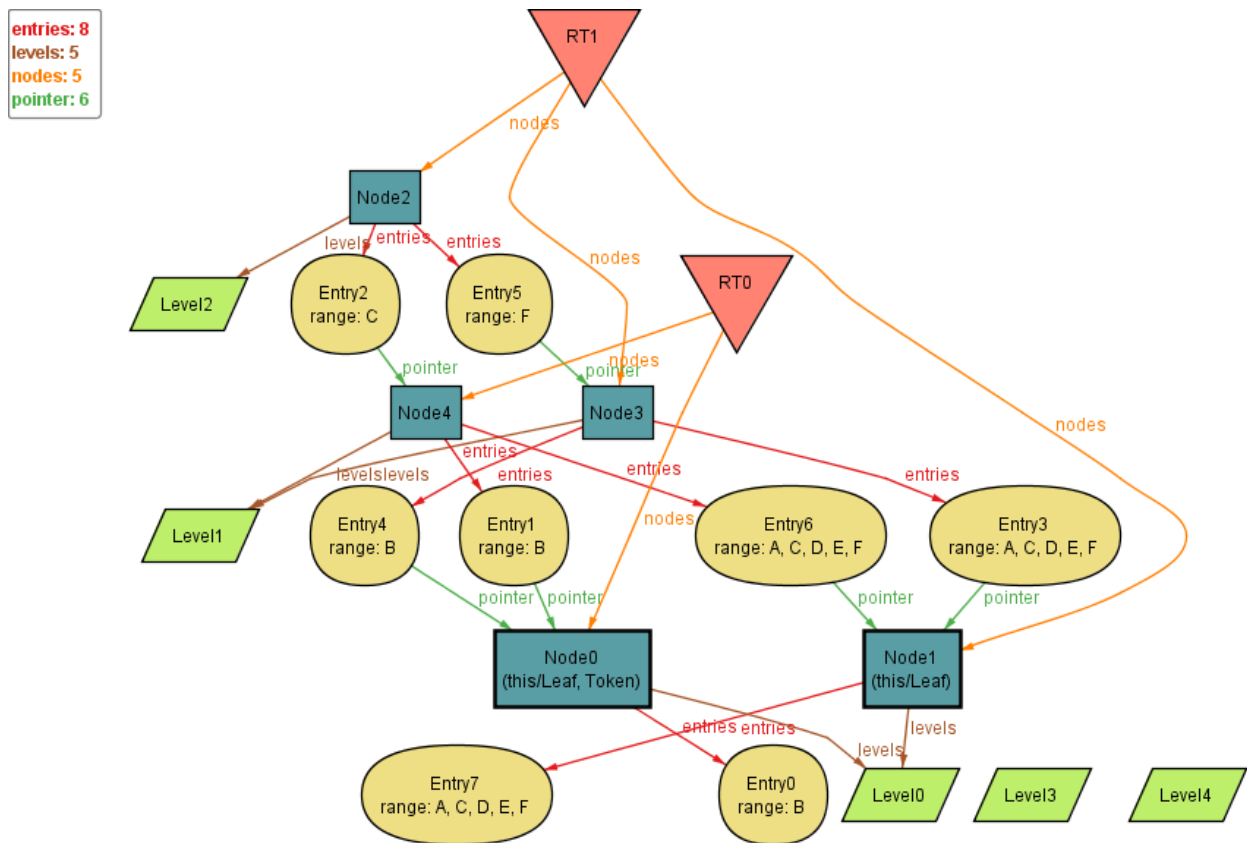 entries: 8
levels: 5
nodes: 5
pointer: 6
RT1
nodes
Node2
levels
entries
entries
nodes
Level2
Entry2
range: C
Entry5
range: F
RT0
pointer
pointer
nodes
Node4
Node3
nodes
levels
levels
entries
entries
entries
entries
Level1
Entry4
range: B
Entry1
range: B
nodes
Entry6
range: A, C, D, E, F
Entry3
range: A, C, D, E, F
pointer
pointer
pointer
pointer
Node0
(this/Leaf, Token)
Node1
(this/Leaf)
entries
entries
levels
levels
Entry7
range: A, C, D, E, F
Entry0
range: B
Level0
Level3
Level4